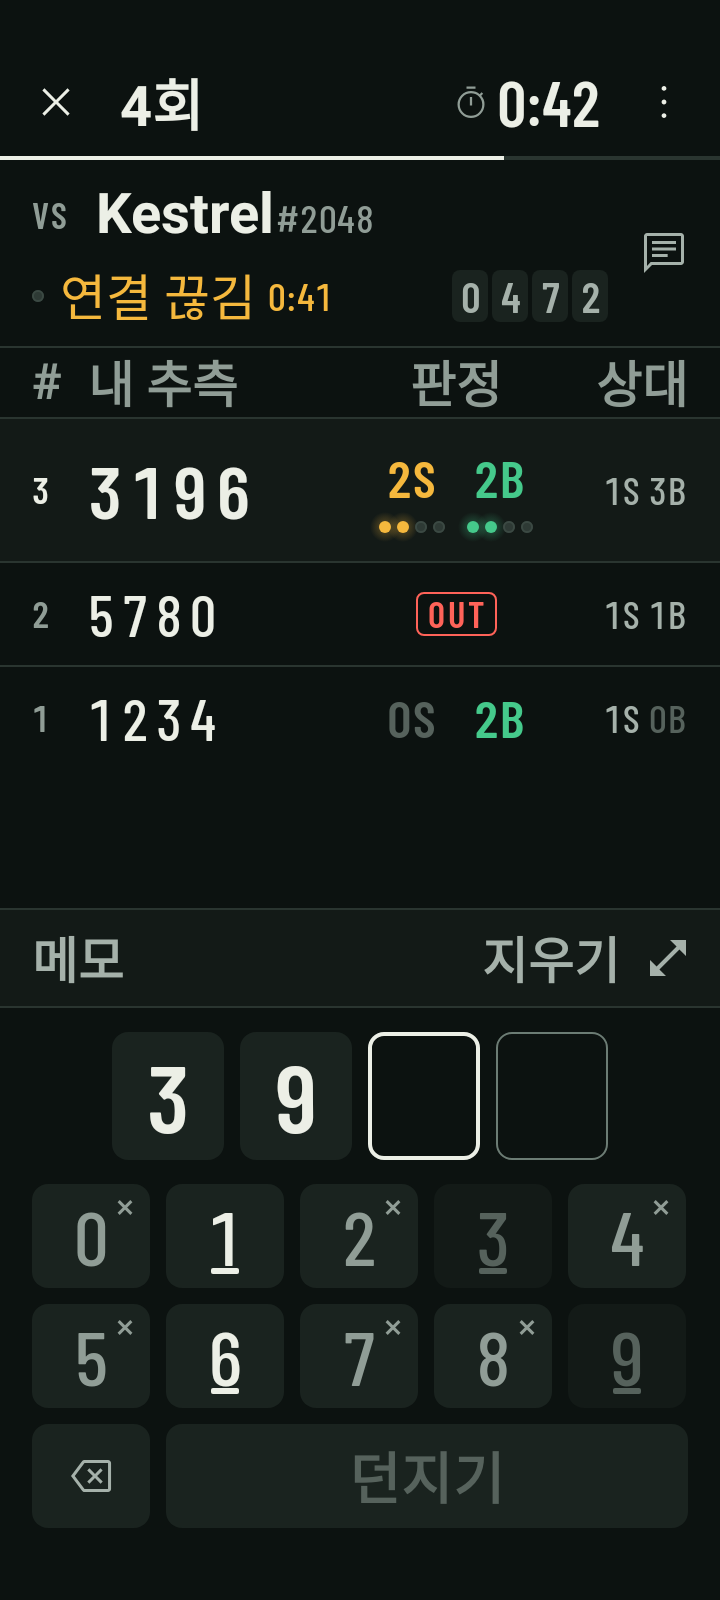 4회 0:42
VS Kestrel #2048
연결 끊김 0:41 0 4 7 2
# 내 추측 판정 상대
3 3196 2S 2B 1S 3B
2 5780 OUT 1S 1B
1 1234 0S 2B 1S 0B
메모 지우기
3 9
0 1 2 3 4
5 6 7 8 9
던지기